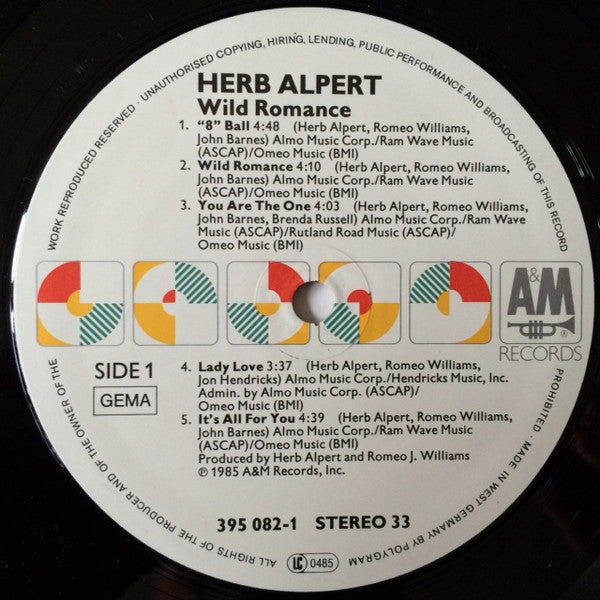 HERB ALPERT
Wild Romance
1. “8” Ball 4:48 (Herb Alpert, Romeo Williams,
John Barnes) Almo Music Corp./Ram Wave Music
(ASCAP)/Omeo Music (BMI)
2. Wild Romance 4:10 (Herb Alpert, Romeo Williams,
John Barnes) Almo Music Corp./Ram Wave Music
(ASCAP)/Omeo Music (BMI)
3. You Are The One 4:03 (Herb Alpert, Romeo Williams,
John Barnes, Brenda Russell) Almo Music Corp./Ram Wave
Music (ASCAP)/Rutland Road Music (ASCAP)/
Omeo Music (BMI)
A&M
RECORDS
SIDE 1
GEMA
4. Lady Love 3:37 (Herb Alpert, Romeo Williams,
Jon Hendricks) Almo Music Corp./Hendricks Music, Inc.
Admin. by Almo Music Corp. (ASCAP)/
Omeo Music (BMI)
5. It's All For You 4:39 (Herb Alpert, Romeo Williams,
John Barnes) Almo Music Corp./Ram Wave Music
(ASCAP)/Omeo Music (BMI)
Produced by Herb Alpert and Romeo J. Williams
℗ 1985 A&M Records, Inc.
395 082-1 STEREO 33
LC 0485
ALL RIGHTS OF THE PRODUCER AND OF THE OWNER OF THE WORK REPRODUCED RESERVED · UNAUTHORISED COPYING, HIRING, LENDING, PUBLIC PERFORMANCE AND BROADCASTING OF THIS RECORD PROHIBITED MADE IN WEST GERMANY BY POLYGRAM